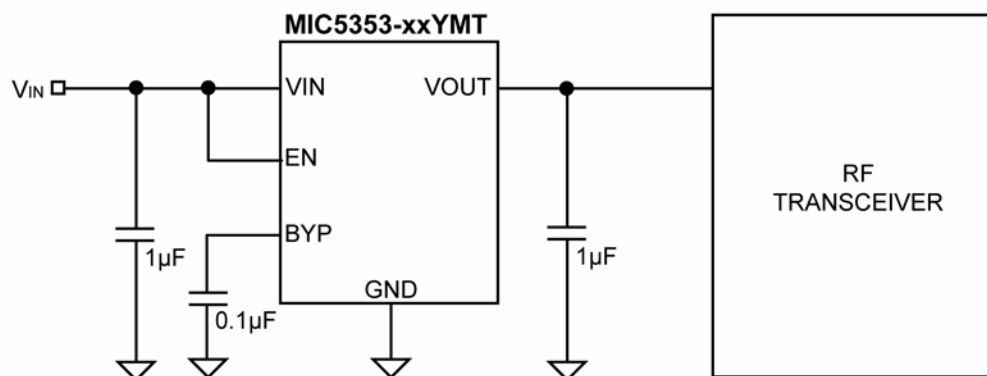 MIC5353-xxYMT
VIN
VIN
VOUT
EN
BYP
GND
1µF
0.1µF
1µF
RF
TRANSCEIVER